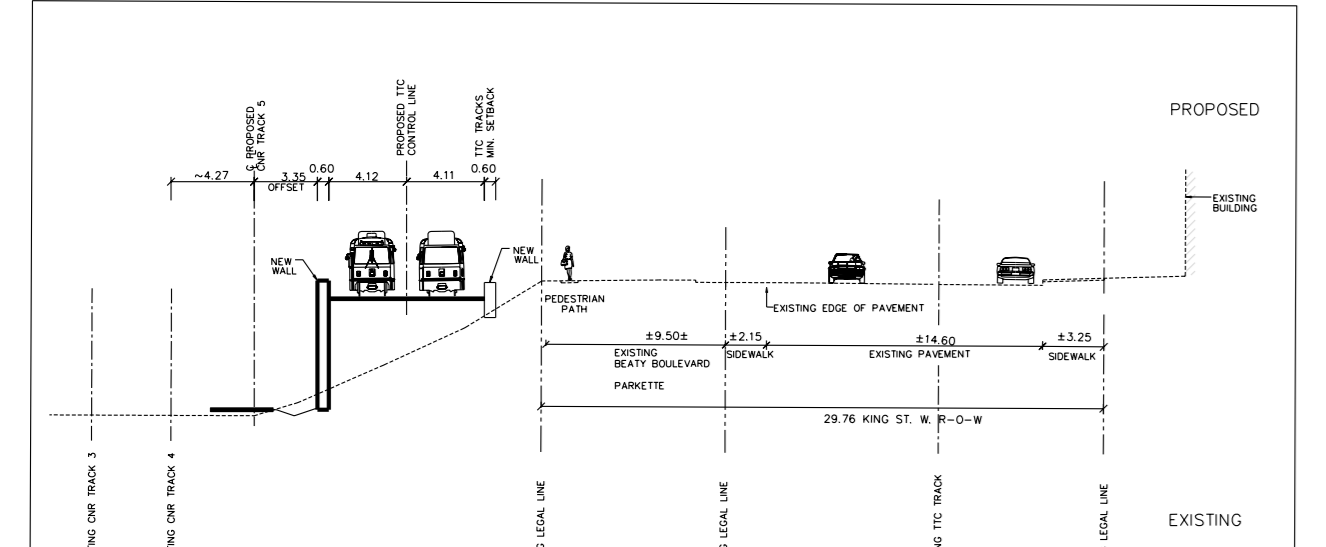 PROPOSED
℄ PROPOSED
CNR TRACK 5
PROPOSED TTC
CONTROL LINE
TTC TRACKS
MIN. SETBACK
~4.27
3.35
OFFSET
0.60
4.12
4.11
0.60
EXISTING
BUILDING
NEW
WALL
NEW
WALL
PEDESTRIAN
PATH
EXISTING EDGE OF PAVEMENT
±9.50±
±2.15
±14.60
±3.25
EXISTING
BEATY BOULEVARD
PARKETTE
SIDEWALK
EXISTING PAVEMENT
SIDEWALK
29.76 KING ST. W. R-O-W
TING CNR TRACK 3
TING CNR TRACK 4
G LEGAL LINE
G LEGAL LINE
NG TTC TRACK
G LEGAL LINE
EXISTING